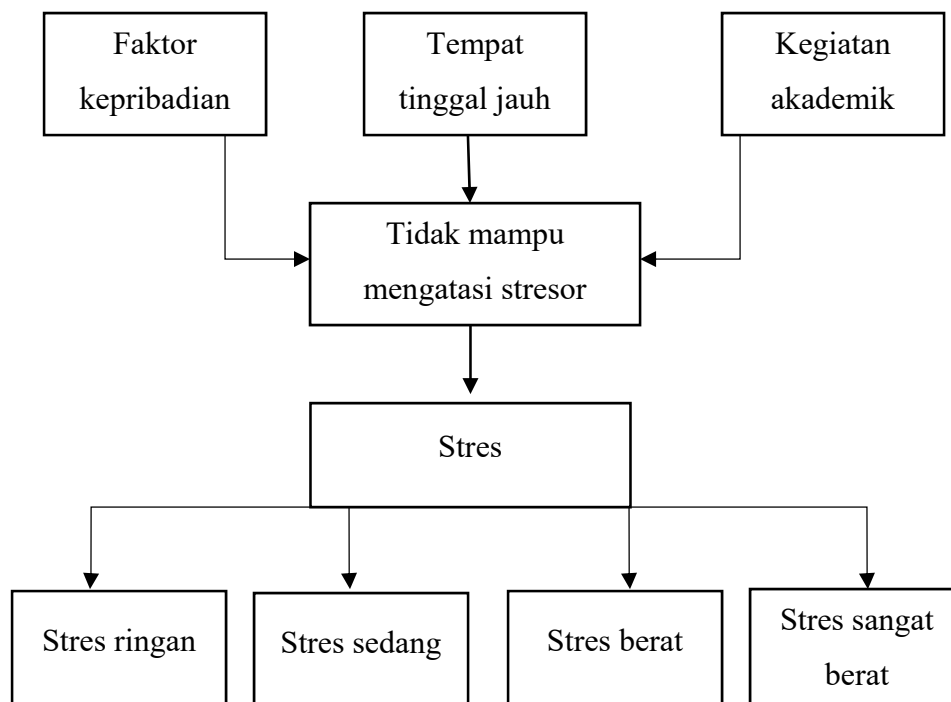 Faktor
kepribadian
Tempat
tinggal jauh
Kegiatan
akademik
Tidak mampu
mengatasi stresor
Stres
Stres ringan
Stres sedang
Stres berat
Stres sangat
berat